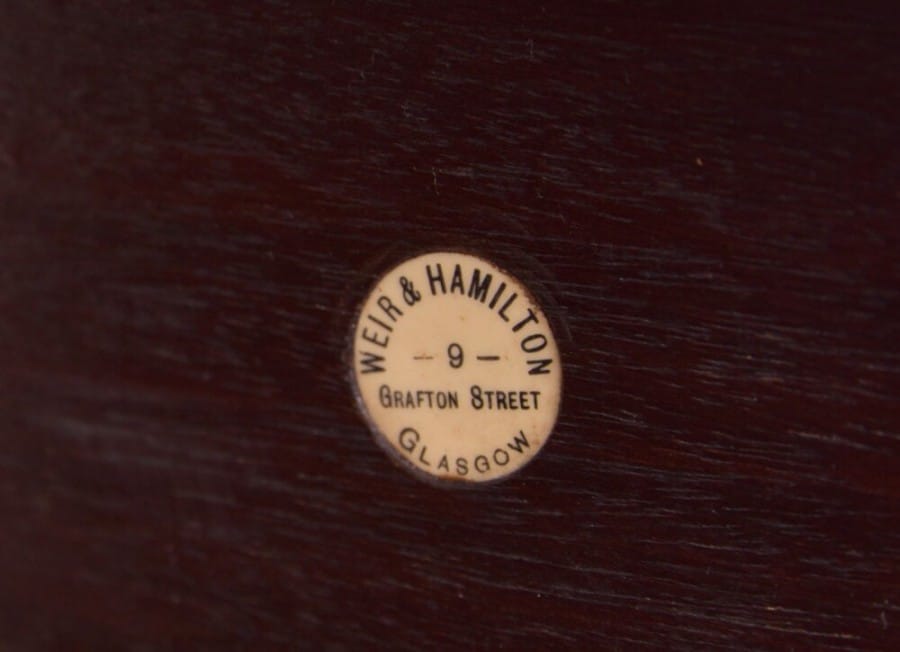 WEIR & HAMILTON
- 9 -
GRAFTON STREET
GLASGOW